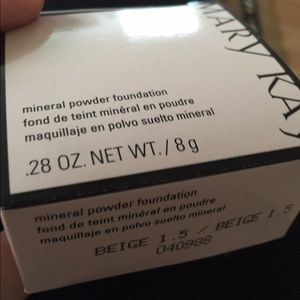 MARY KAY
mineral powder foundation
fond de teint minéral en poudre
maquillaje en polvo suelto mineral
.28 OZ. NET WT./8 g
mineral powder foundation
fond de teint minéral en poudre
maquillaje en polvo suelto mineral
BEIGE 1.5 / BEIGE 1.5
040988